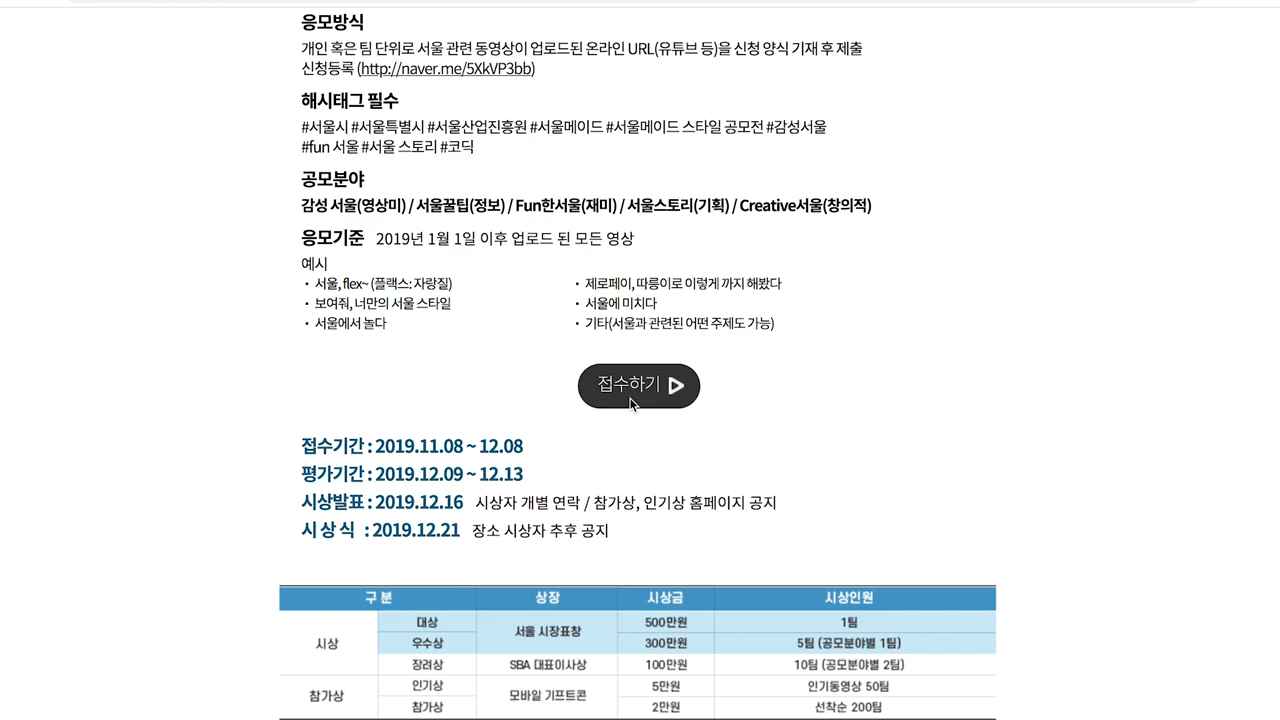 응모방식
개인 혹은 팀 단위로 서울 관련 동영상이 업로드된 온라인 URL(유튜브 등)을 신청 양식 기재 후 제출
신청등록 (http://naver.me/5XkVP3bb)
해시태그 필수
#서울시 #서울특별시 #서울산업진흥원 #서울메이드 #서울메이드 스타일 공모전 #감성서울
#fun 서울 #서울 스토리 #코딕
공모분야
감성 서울(영상미) / 서울꿀팁(정보) / Fun한서울(재미) / 서울스토리(기획) / Creative서울(창의적)
응모기준 2019년 1월 1일 이후 업로드 된 모든 영상
예시
· 서울, flex~ (플랙스: 자랑질) · 제로페이, 따릉이로 이렇게 까지 해봤다
· 보여줘, 너만의 서울 스타일 · 서울에 미치다
· 서울에서 놀다 · 기타(서울과 관련된 어떤 주제도 가능)
접수하기
접수기간 : 2019.11.08 ~ 12.08
평가기간 : 2019.12.09 ~ 12.13
시상발표 : 2019.12.16 시상자 개별 연락 / 참가상, 인기상 홈페이지 공지
시 상 식 : 2019.12.21 장소 시상자 추후 공지
구 분 상장 시상금 시상인원
시상 대상 서울 시장표창 500만원 1팀
우수상 300만원 5팀 (공모분야별 1팀)
장려상 SBA 대표이사상 100만원 10팀 (공모분야별 2팀)
참가상 인기상 모바일 기프트콘 5만원 인기동영상 50팀
참가상 2만원 선착순 200팀